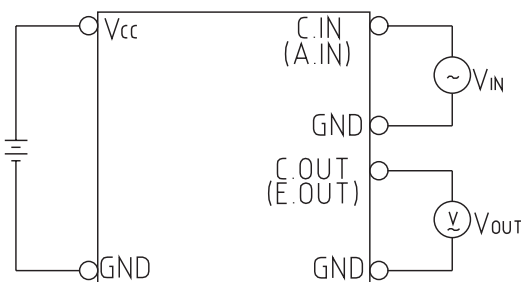 VCC
C.IN
(A.IN)
~
VIN
GND
C.OUT
(E.OUT)
V
~
VOUT
GND
GND